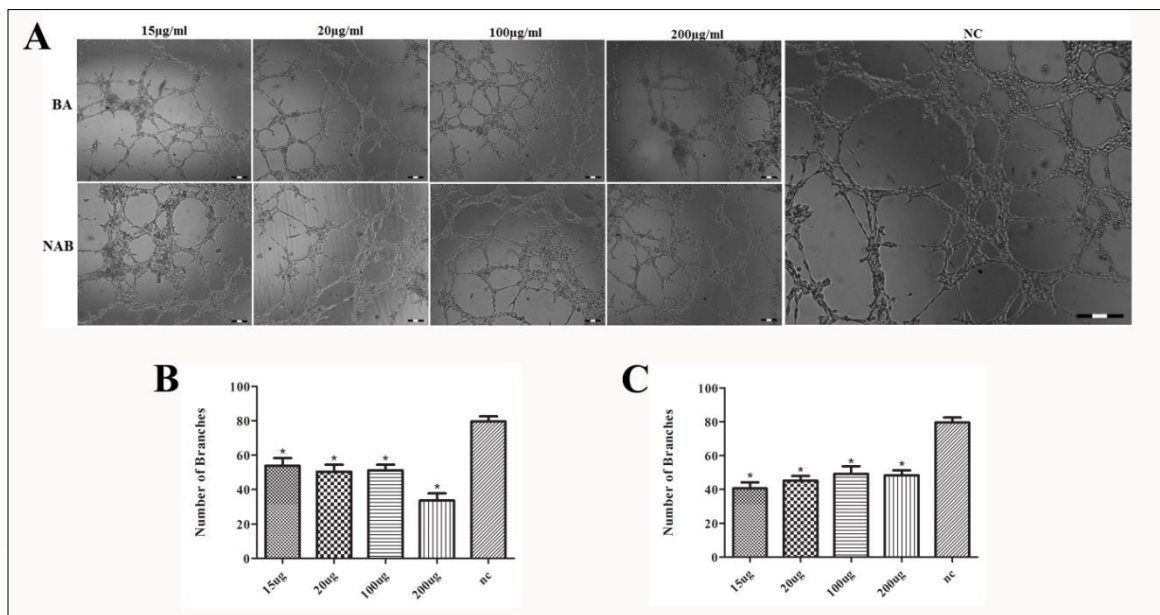 A
15µg/ml
20µg/ml
100µg/ml
200µg/ml
NC
BA
NAB
B
Number of Branches
100
80
60
40
20
0
*
*
*
*
15ug
20ug
100ug
200ug
nc
C
Number of Branches
100
80
60
40
20
0
*
*
*
*
15ug
20ug
100ug
200ug
nc